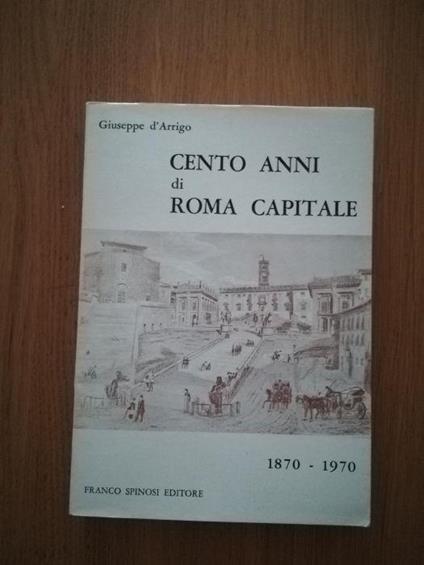 Giuseppe d'Arrigo
CENTO ANNI
di
ROMA CAPITALE
1870 - 1970
FRANCO SPINOSI EDITORE